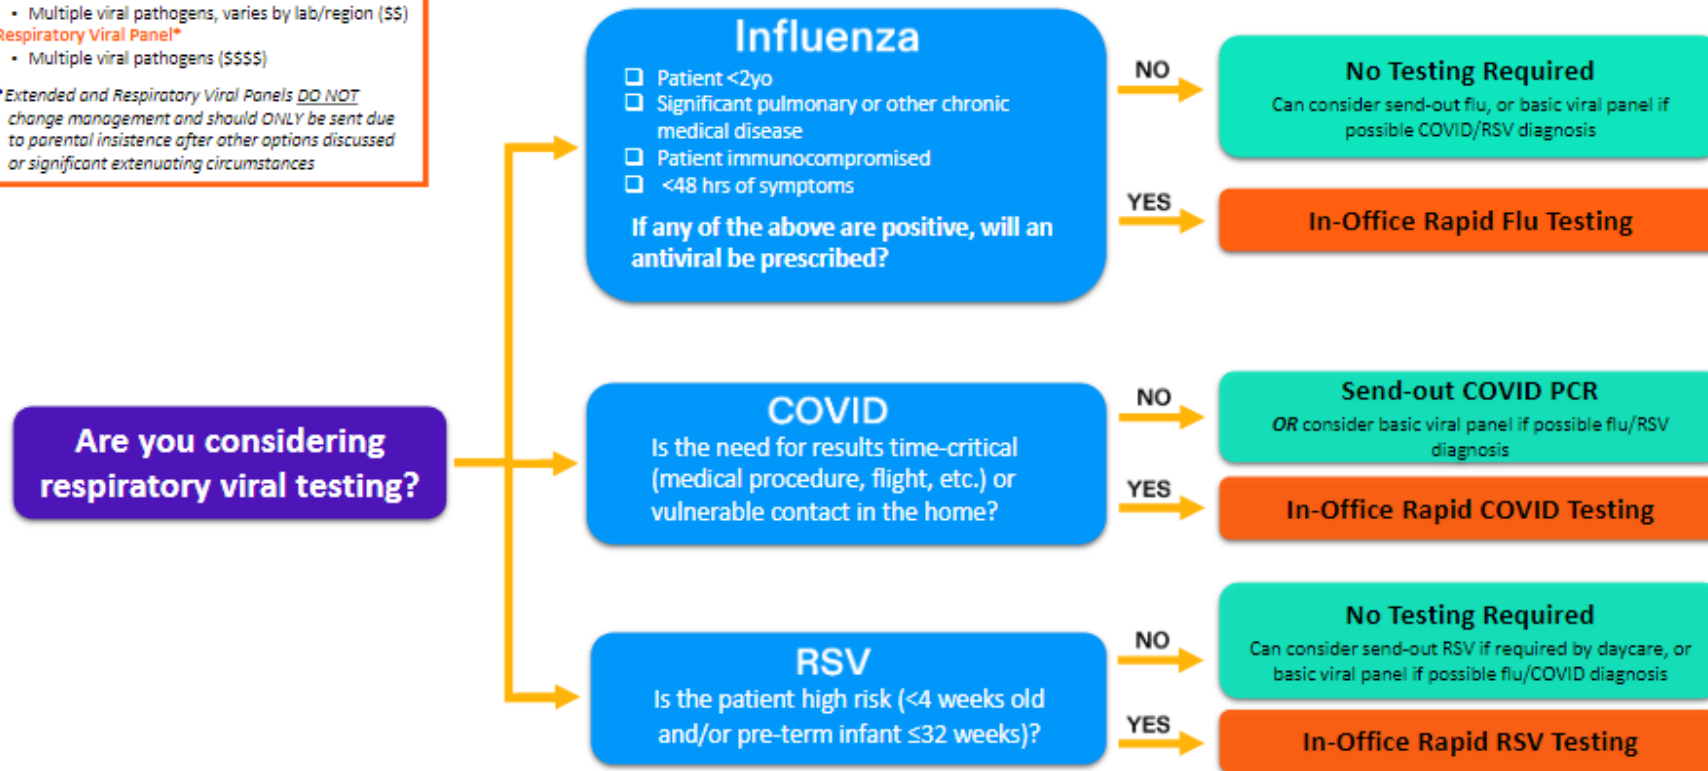 • Multiple viral pathogens, varies by lab/region ($$)
Respiratory Viral Panel*
• Multiple viral pathogens ($$$$)
*Extended and Respiratory Viral Panels DO NOT
change management and should ONLY be sent due
to parental insistence after other options discussed
or significant extenuating circumstances
Are you considering
respiratory viral testing?
Influenza
❑ Patient <2yo
❑ Significant pulmonary or other chronic
medical disease
❑ Patient immunocompromised
❑ <48 hrs of symptoms
If any of the above are positive, will an
antiviral be prescribed?
NO
No Testing Required
Can consider send-out flu, or basic viral panel if
possible COVID/RSV diagnosis
YES
In-Office Rapid Flu Testing
COVID
Is the need for results time-critical
(medical procedure, flight, etc.) or
vulnerable contact in the home?
NO
Send-out COVID PCR
OR consider basic viral panel if possible flu/RSV
diagnosis
YES
In-Office Rapid COVID Testing
RSV
Is the patient high risk (<4 weeks old
and/or pre-term infant ≤32 weeks)?
NO
No Testing Required
Can consider send-out RSV if required by daycare, or
basic viral panel if possible flu/COVID diagnosis
YES
In-Office Rapid RSV Testing